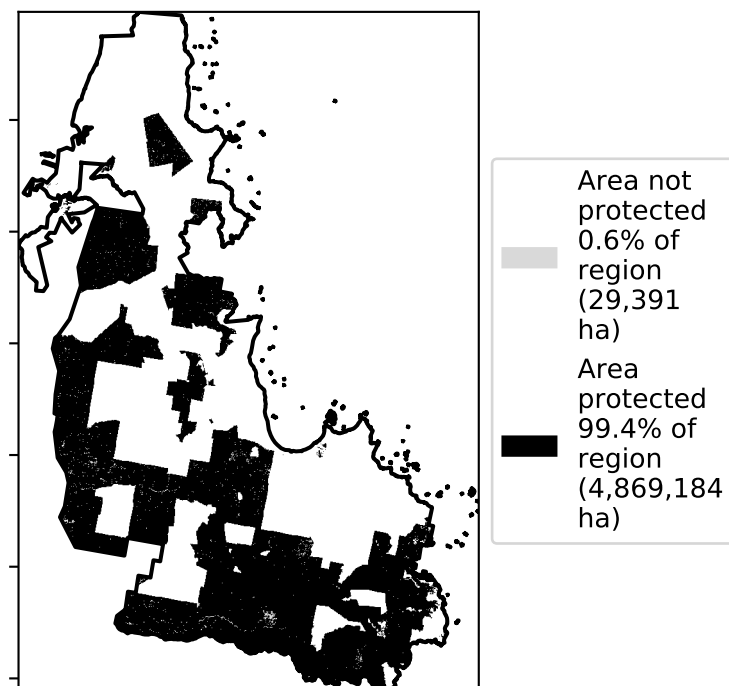 Area not
protected
0.6% of
region
(29,391
ha)
Area
protected
99.4% of
region
(4,869,184
ha)